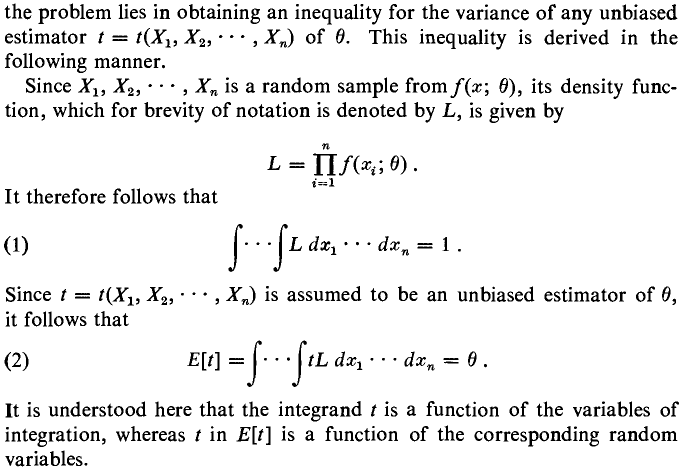 the problem lies in obtaining an inequality for the variance of any unbiased
estimator t = t(X₁, X₂, ⋯ , Xₙ) of θ. This inequality is derived in the
following manner.
Since X₁, X₂, ⋯ , Xₙ is a random sample from f(x; θ), its density func-
tion, which for brevity of notation is denoted by L, is given by
L = ∏ⁿᵢ₌₁ f(xᵢ; θ) .
It therefore follows that
(1) ∫⋯∫ L dx₁ ⋯ dxₙ = 1 .
Since t = t(X₁, X₂, ⋯ , Xₙ) is assumed to be an unbiased estimator of θ,
it follows that
(2) E[t] = ∫⋯∫ tL dx₁ ⋯ dxₙ = θ .
It is understood here that the integrand t is a function of the variables of
integration, whereas t in E[t] is a function of the corresponding random
variables.